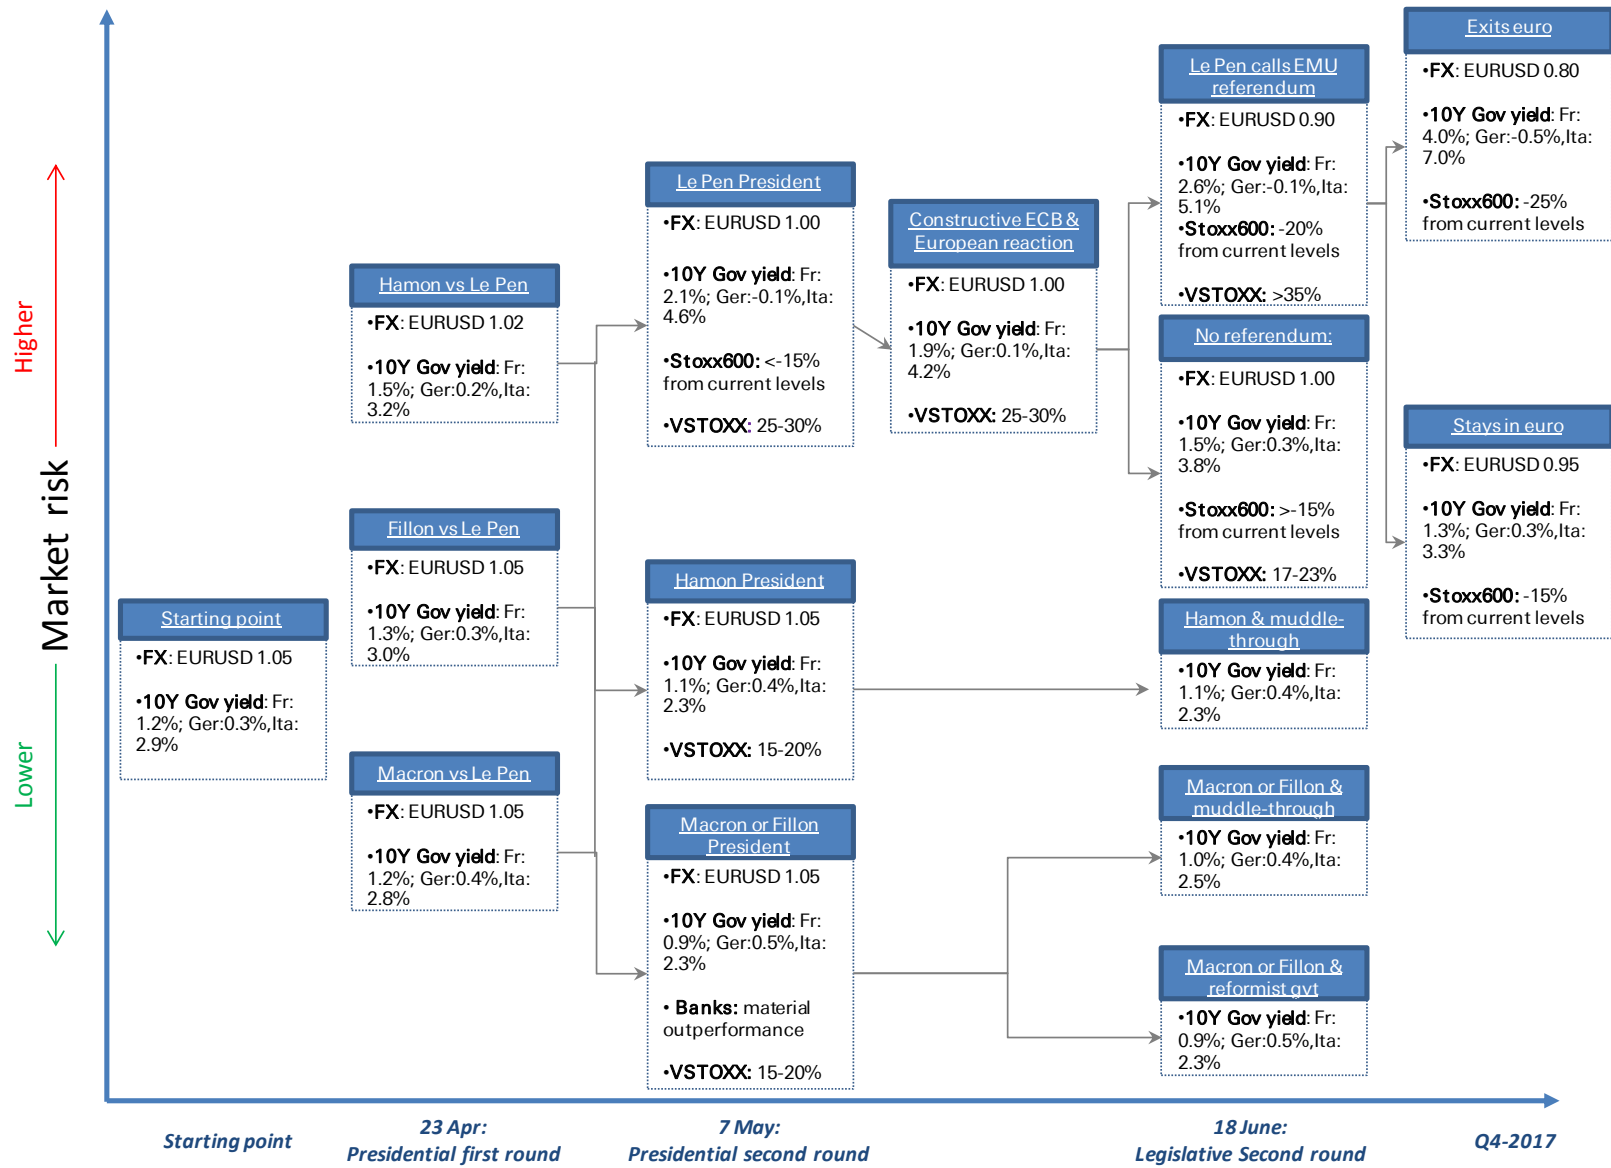 Higher
Market risk
Lower
Starting point
•FX: EURUSD 1.05
•10Y Gov yield: Fr:
1.2%; Ger:0.3%,Ita:
2.9%
Hamon vs Le Pen
•FX: EURUSD 1.02
•10Y Gov yield: Fr:
1.5%; Ger:0.2%,Ita:
3.2%
Fillon vs Le Pen
•FX: EURUSD 1.05
•10Y Gov yield: Fr:
1.3%; Ger:0.3%,Ita:
3.0%
Macron vs Le Pen
•FX: EURUSD 1.05
•10Y Gov yield: Fr:
1.2%; Ger:0.4%,Ita:
2.8%
Le Pen President
•FX: EURUSD 1.00
•10Y Gov yield: Fr:
2.1%; Ger:-0.1%,Ita:
4.6%
•Stoxx600: <-15%
from current levels
•VSTOXX: 25-30%
Hamon President
•FX: EURUSD 1.05
•10Y Gov yield: Fr:
1.1%; Ger:0.4%,Ita:
2.3%
•VSTOXX: 15-20%
Macron or Fillon
President
•FX: EURUSD 1.05
•10Y Gov yield: Fr:
0.9%; Ger:0.5%,Ita:
2.3%
• Banks: material
outperformance
•VSTOXX: 15-20%
Constructive ECB &
European reaction
•FX: EURUSD 1.00
•10Y Gov yield: Fr:
1.9%; Ger:0.1%,Ita:
4.2%
•VSTOXX: 25-30%
Le Pen calls EMU
referendum
•FX: EURUSD 0.90
•10Y Gov yield: Fr:
2.6%; Ger:-0.1%,Ita:
5.1%
•Stoxx600: -20%
from current levels
•VSTOXX: >35%
No referendum:
•FX: EURUSD 1.00
•10Y Gov yield: Fr:
1.5%; Ger:0.3%,Ita:
3.8%
•Stoxx600: >-15%
from current levels
•VSTOXX: 17-23%
Hamon & muddle-
through
•10Y Gov yield: Fr:
1.1%; Ger:0.4%,Ita:
2.3%
Macron or Fillon &
muddle-through
•10Y Gov yield: Fr:
1.0%; Ger:0.4%,Ita:
2.5%
Macron or Fillon &
reformist gvt
•10Y Gov yield: Fr:
0.9%; Ger:0.5%,Ita:
2.3%
Exits euro
•FX: EURUSD 0.80
•10Y Gov yield: Fr:
4.0%; Ger:-0.5%,Ita:
7.0%
•Stoxx600: -25%
from current levels
Stays in euro
•FX: EURUSD 0.95
•10Y Gov yield: Fr:
1.3%; Ger:0.3%,Ita:
3.3%
•Stoxx600: -15%
from current levels
Starting point
23 Apr:
Presidential first round
7 May:
Presidential second round
18 June:
Legislative Second round
Q4-2017